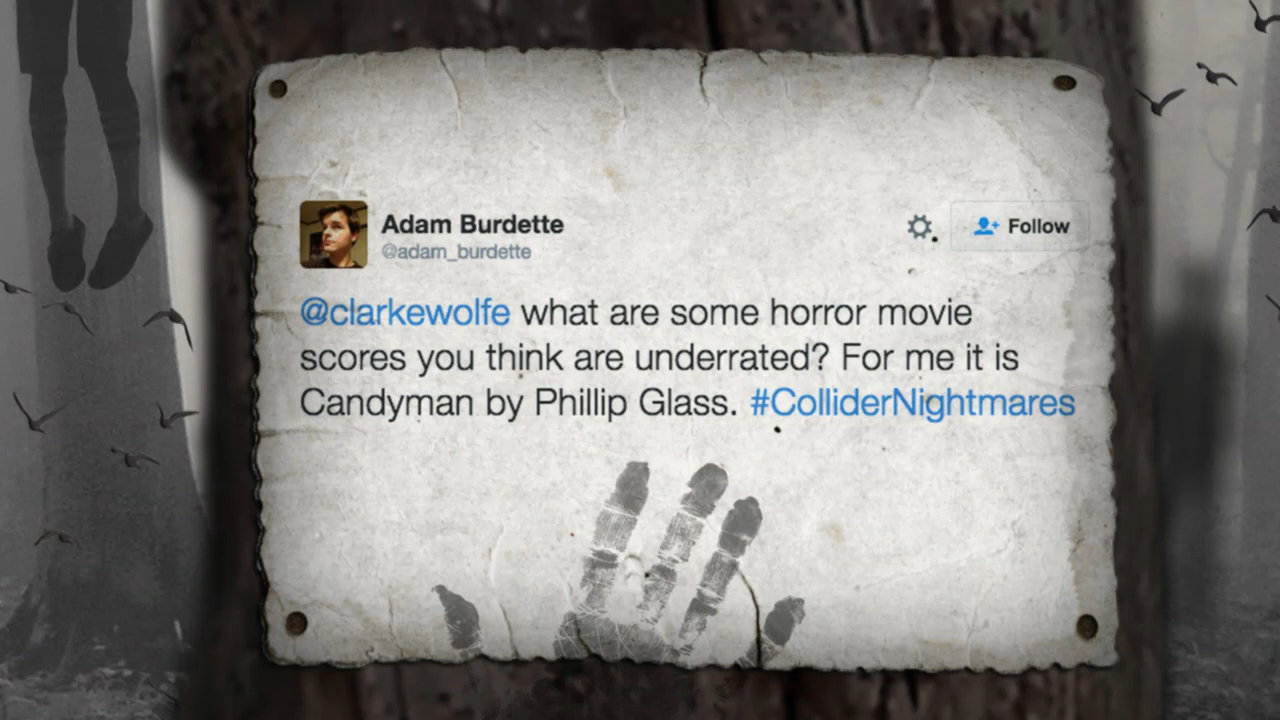 Adam Burdette
@adam_burdette
Follow
@clarkewolfe what are some horror movie
scores you think are underrated? For me it is
Candyman by Phillip Glass. #ColliderNightmares